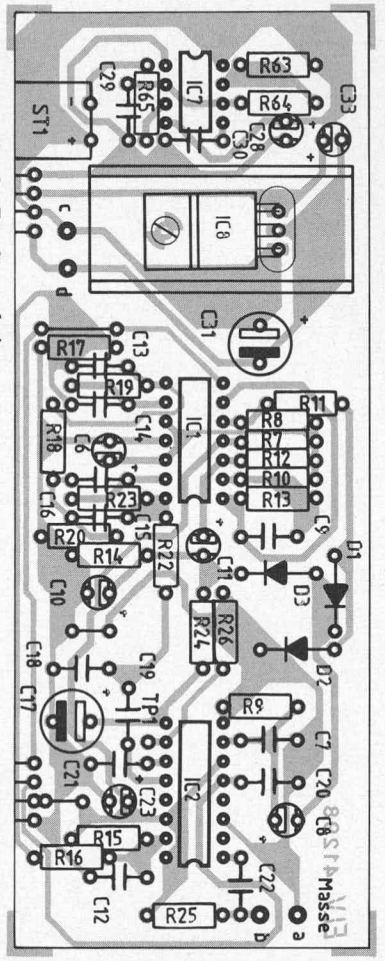 R63
C29
R65
IC7
R64
C33
C28
C30
ST1
-
+
c
d
IC8
C31
C13
R17
R19
R11
R8
C14
IC1
R7
R18
C6
R12
R10
R23
R13
C16
R20
C15
R14
R22
C9
C11
D1
D3
C10
R24
R26
D2
C18
C19
C17
TP1
R9
C7
C21
IC2
C20
C23
C8
R15
R16
C22
C12
R25
b
a
Masse